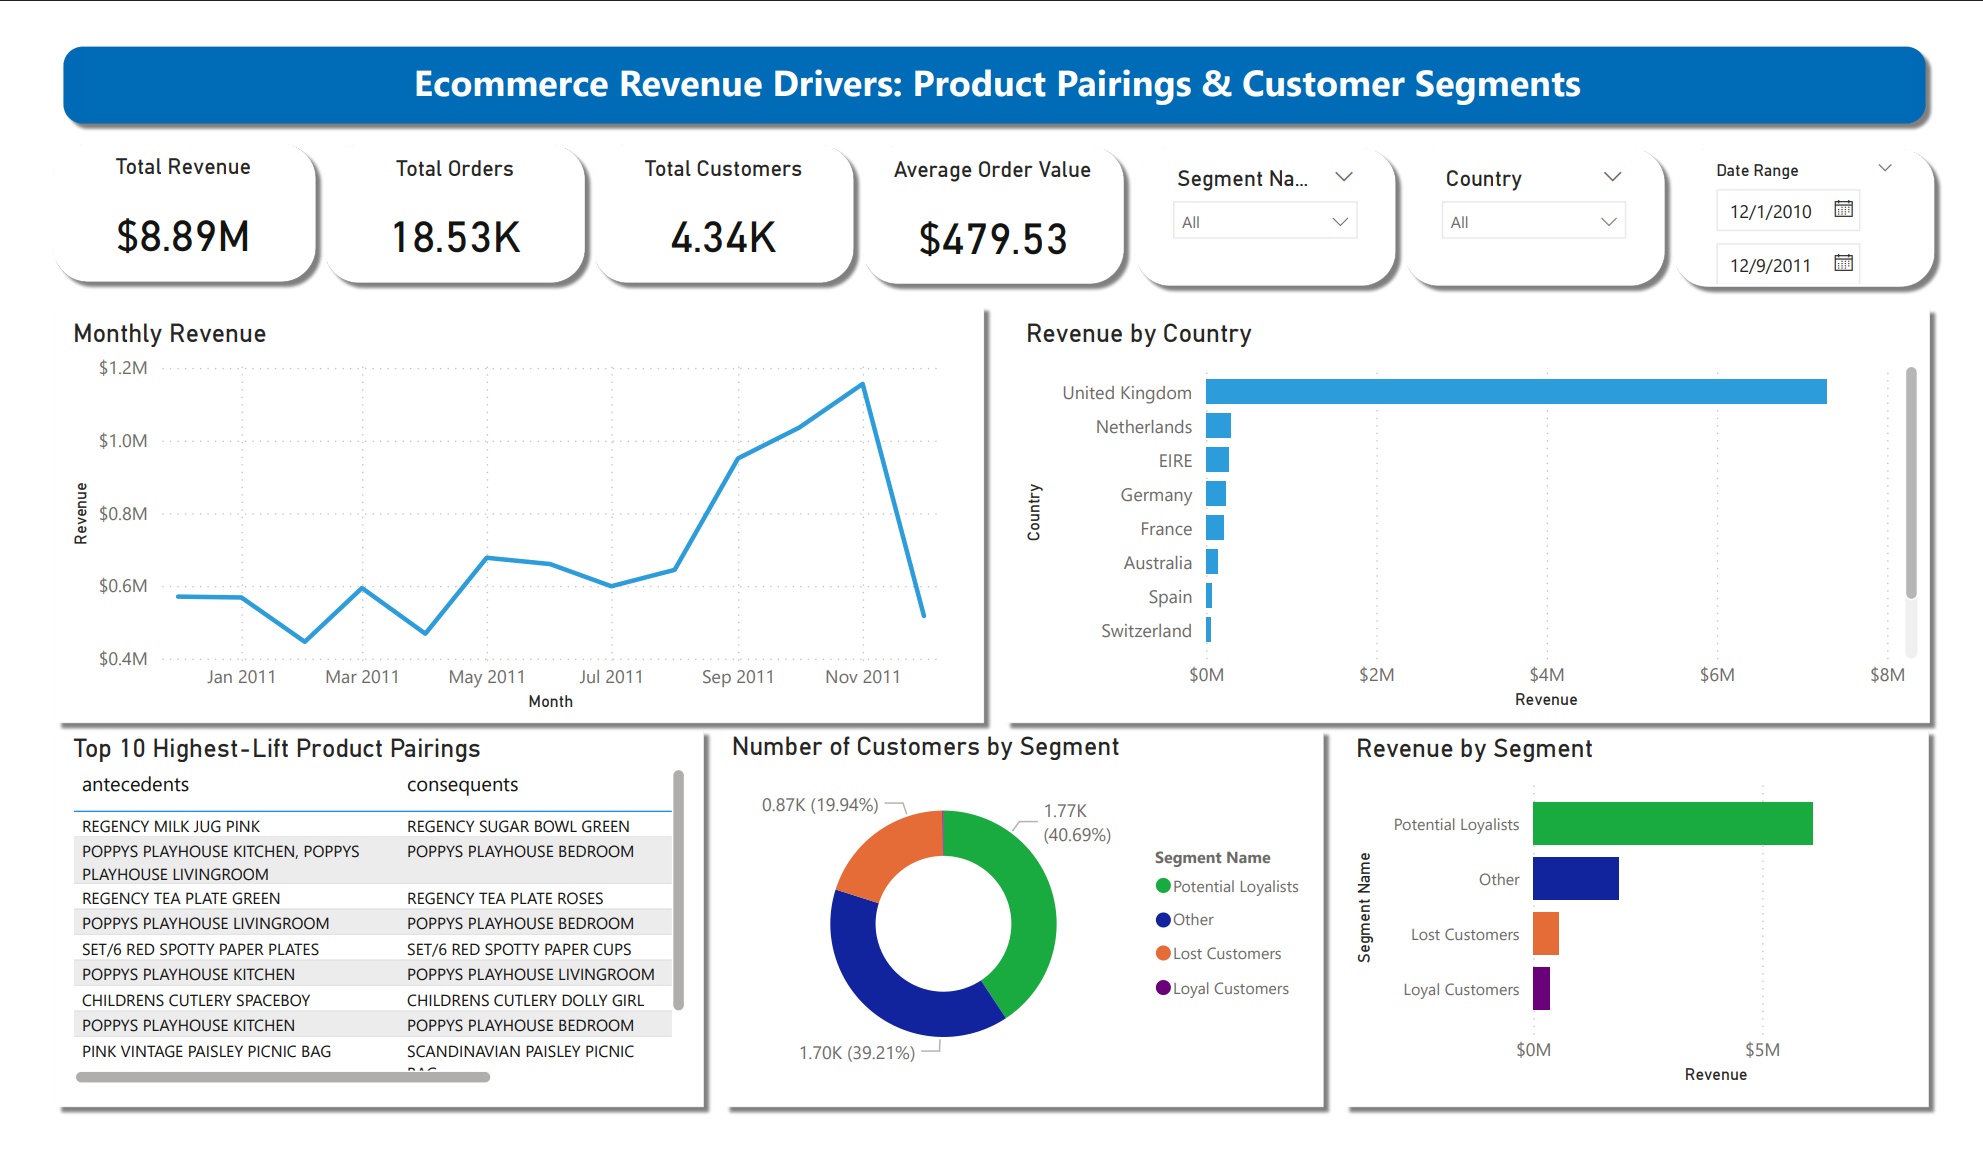 Ecommerce Revenue Drivers: Product Pairings & Customer Segments
Total Revenue
$8.89M
Total Orders
18.53K
Total Customers
4.34K
Average Order Value
$479.53
Segment Na...
All
Country
All
Date Range
12/1/2010
12/9/2011
Monthly Revenue
$1.2M
$1.0M
$0.8M
$0.6M
$0.4M
Revenue
Jan 2011
Mar 2011
May 2011
Jul 2011
Sep 2011
Nov 2011
Month
Revenue by Country
Country
United Kingdom
Netherlands
EIRE
Germany
France
Australia
Spain
Switzerland
$0M
$2M
$4M
$6M
$8M
Revenue
Top 10 Highest-Lift Product Pairings
antecedents
consequents
REGENCY MILK JUG PINK
REGENCY SUGAR BOWL GREEN
POPPYS PLAYHOUSE KITCHEN, POPPYS
PLAYHOUSE LIVINGROOM
POPPYS PLAYHOUSE BEDROOM
REGENCY TEA PLATE GREEN
REGENCY TEA PLATE ROSES
POPPYS PLAYHOUSE LIVINGROOM
POPPYS PLAYHOUSE BEDROOM
SET/6 RED SPOTTY PAPER PLATES
SET/6 RED SPOTTY PAPER CUPS
POPPYS PLAYHOUSE KITCHEN
POPPYS PLAYHOUSE LIVINGROOM
CHILDRENS CUTLERY SPACEBOY
CHILDRENS CUTLERY DOLLY GIRL
POPPYS PLAYHOUSE KITCHEN
POPPYS PLAYHOUSE BEDROOM
PINK VINTAGE PAISLEY PICNIC BAG
SCANDINAVIAN PAISLEY PICNIC
Number of Customers by Segment
0.87K (19.94%)
1.77K
(40.69%)
1.70K (39.21%)
Segment Name
Potential Loyalists
Other
Lost Customers
Loyal Customers
Revenue by Segment
Segment Name
Potential Loyalists
Other
Lost Customers
Loyal Customers
$0M
$5M
Revenue